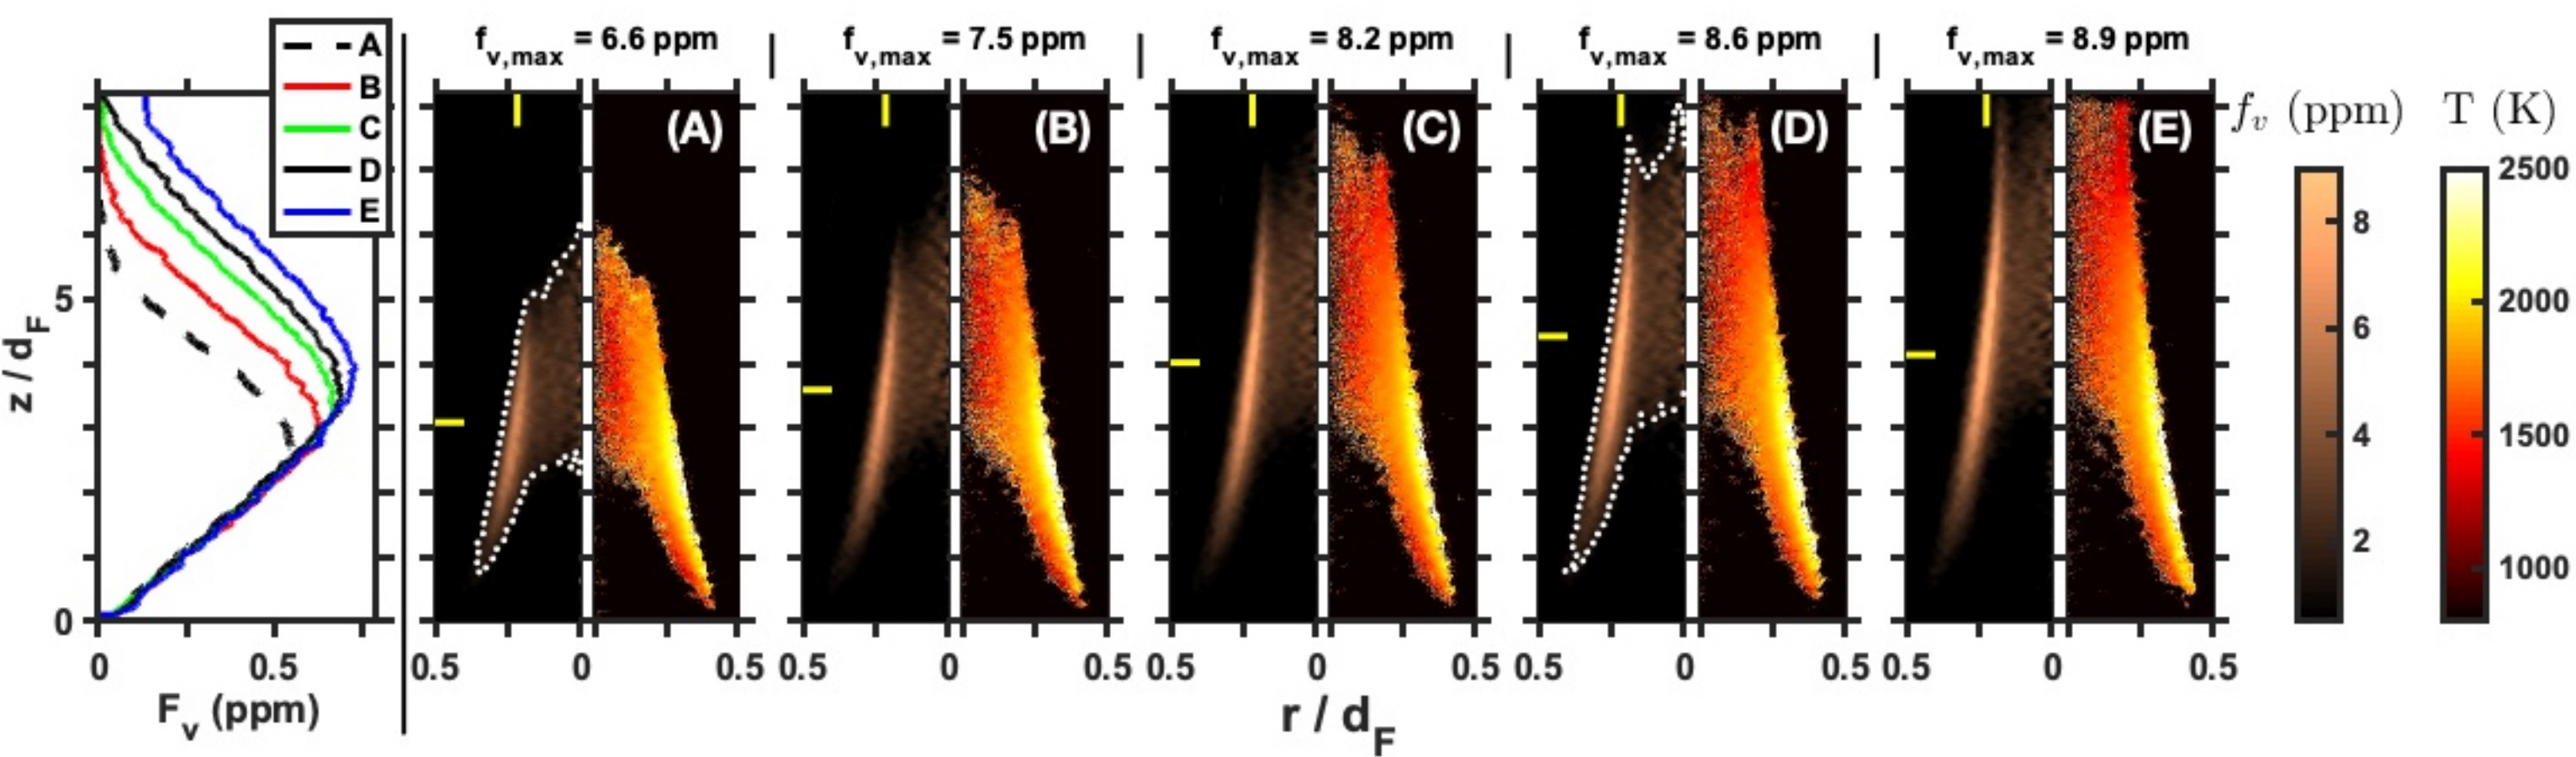 A
B
C
D
E
f_v,max = 6.6 ppm
f_v,max = 7.5 ppm
f_v,max = 8.2 ppm
f_v,max = 8.6 ppm
f_v,max = 8.9 ppm
(A)
(B)
(C)
(D)
(E)
f_v (ppm)
T (K)
8
6
4
2
2500
2000
1500
1000
z / d_F
5
0
0
0.5
F_v (ppm)
0.5
0
0.5
0.5
0
0.5
0.5
0
0.5
0.5
0
0.5
0.5
0
0.5
r / d_F